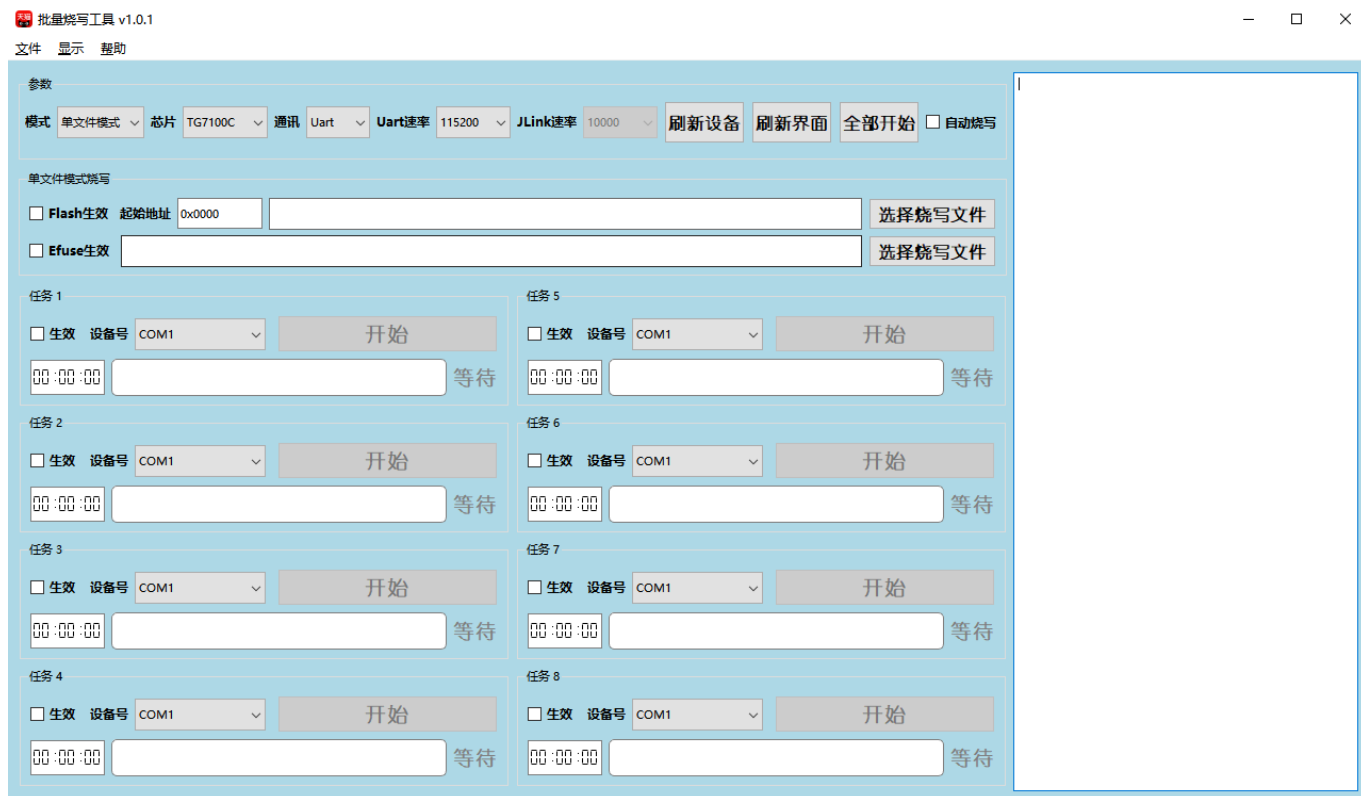 天猫 批量烧写工具 v1.0.1
文件 显示 帮助
参数
模式 单文件模式 芯片 TG7100C 通讯 Uart Uart速率 115200 JLink速率 10000 刷新设备 刷新界面 全部开始 自动烧写
单文件模式烧写
Flash生效 起始地址 0x0000 选择烧写文件
Efuse生效 选择烧写文件
任务 1
生效 设备号 COM1 开始
00:00:00 等待
任务 2
生效 设备号 COM1 开始
00:00:00 等待
任务 3
生效 设备号 COM1 开始
00:00:00 等待
任务 4
生效 设备号 COM1 开始
00:00:00 等待
任务 5
生效 设备号 COM1 开始
00:00:00 等待
任务 6
生效 设备号 COM1 开始
00:00:00 等待
任务 7
生效 设备号 COM1 开始
00:00:00 等待
任务 8
生效 设备号 COM1 开始
00:00:00 等待